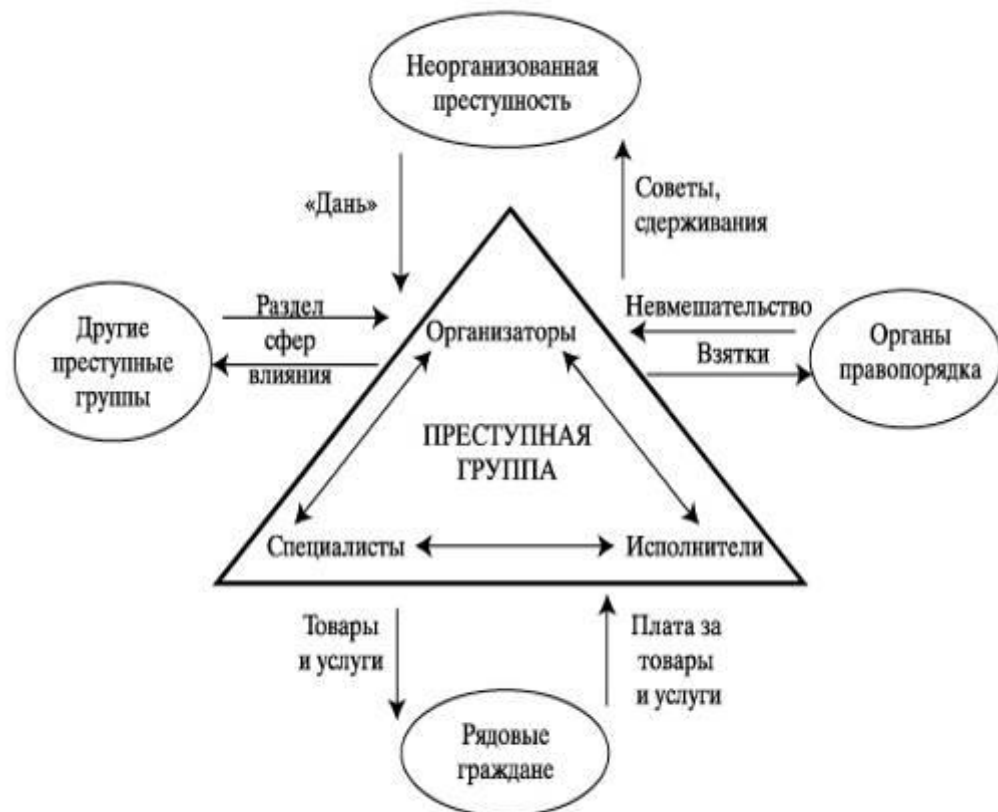 Неорганизованная
преступность
«Дань»
Советы,
сдерживания
Другие
преступные
группы
Раздел
сфер
влияния
Организаторы
Невмешательство
Взятки
Органы
правопорядка
ПРЕСТУПНАЯ
ГРУППА
Специалисты
Исполнители
Товары
и услуги
Плата за
товары
и услуги
Рядовые
граждане